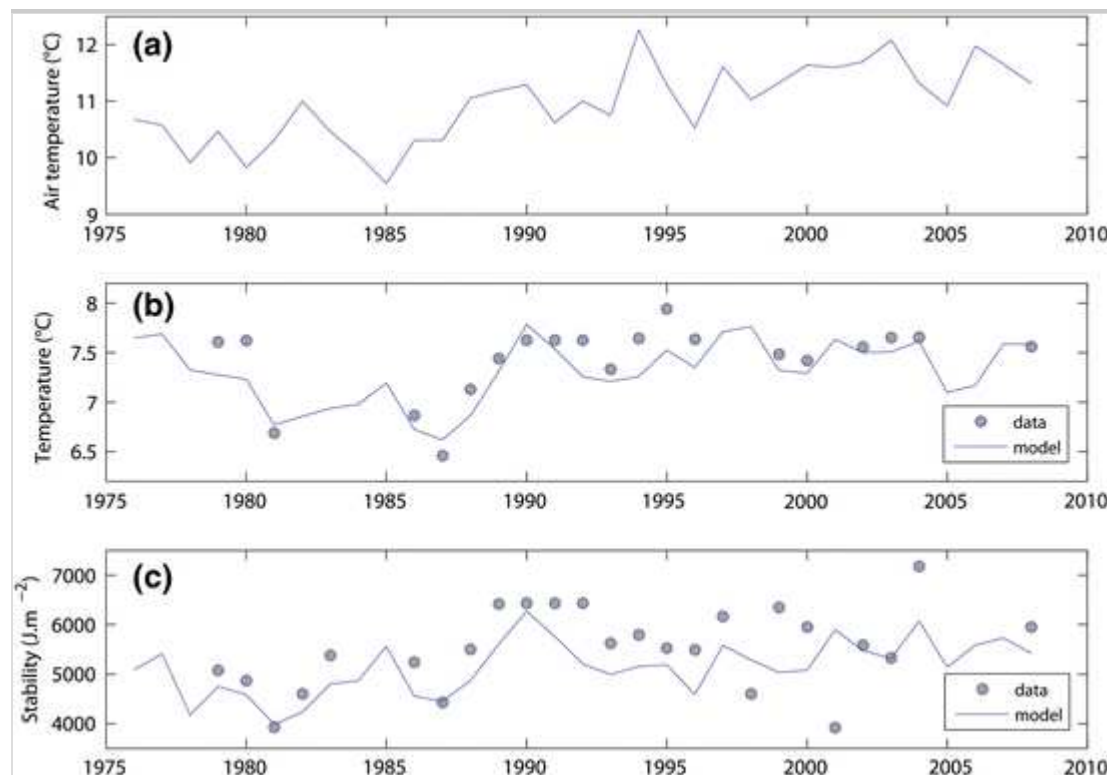 (a)
Air temperature (°C)
12
11
10
9
1975 1980 1985 1990 1995 2000 2005 2010
(b)
Temperature (°C)
8
7.5
7
6.5
data
model
1975 1980 1985 1990 1995 2000 2005 2010
(c)
Stability (J.m⁻²)
7000
6000
5000
4000
data
model
1975 1980 1985 1990 1995 2000 2005 2010